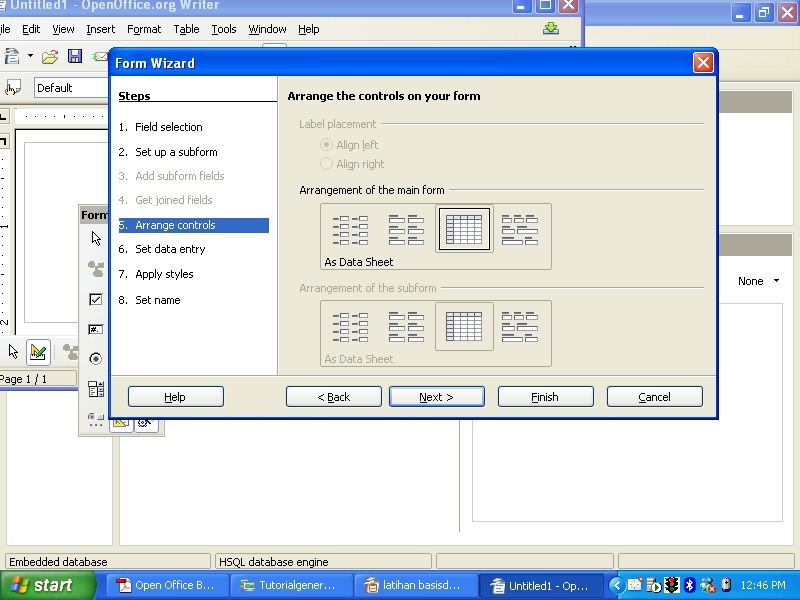 Untitled1 - OpenOffice.org Writer
ile Edit View Insert Format Table Tools Window Help
Default
Form Wizard
Steps
1. Field selection
2. Set up a subform
3. Add subform fields
4. Get joined fields
5. Arrange controls
6. Set data entry
7. Apply styles
8. Set name
Arrange the controls on your form
Label placement
Align left
Align right
Arrangement of the main form
As Data Sheet
Arrangement of the subform
As Data Sheet
Help
< Back
Next >
Finish
Cancel
Form
None
Page 1 / 1
Embedded database
HSQL database engine
start
Open Office B...
Tutorialgener...
latihan basisd...
Untitled1 - Op...
12:46 PM